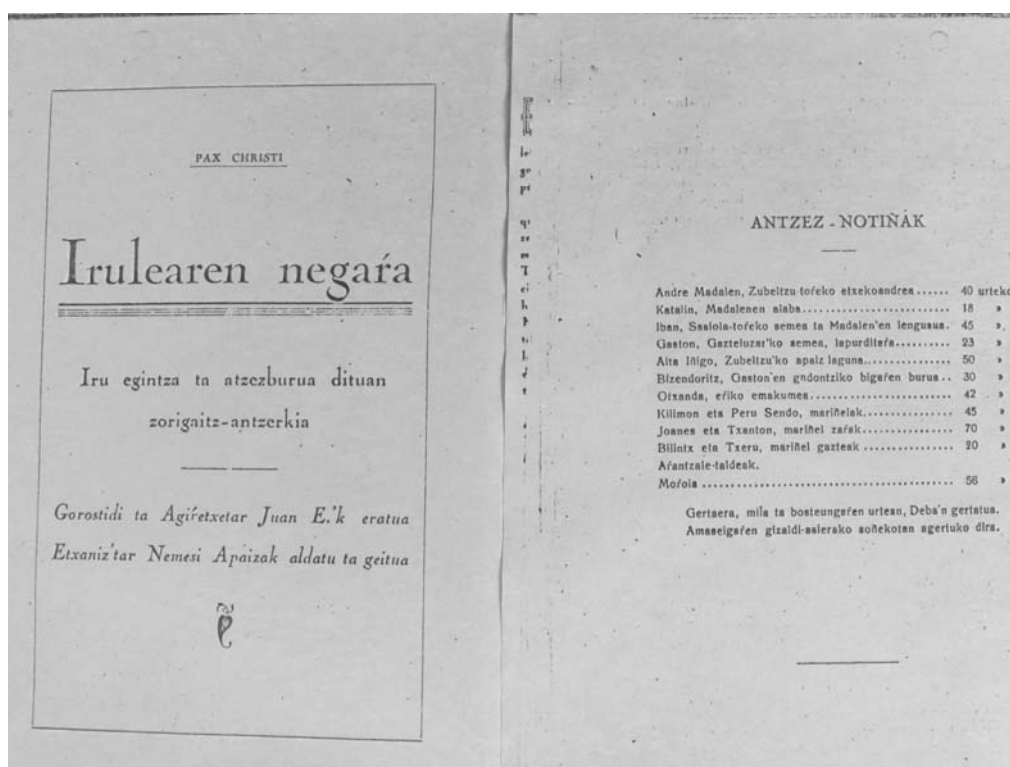 PAX CHRISTI
Irulearen negaŕa
Iru egintza ta atzezburua dituan
zorigaitz-antzerkia
Gorostidi ta Agiŕetxetar Juan E.'k eratua
Etxaniz'tar Nemesi Apaizak aldatu ta geitua
ANTZEZ - NOTIÑAK
Andre Madalen, Zubeltzu-toŕeko etxekoandrea ...... 40 urteko
Katalin, Madalenen alaba.......................... 18 »
Iban, Sasiola-toŕeko semea ta Madalen'en lengusua. 45 »
Gaston, Gazteluzar'ko semea, lapurditaŕa.......... 23 »
Aita Iñigo, Zubeltzu'ko apaiz laguna............... 50 »
Bizendoritz, Gaston'en gndontziko bigaŕen burua .. 30 »
Otxanda, eŕiko emakumea......................... 42 »
Kilimon eta Peru Sendo, mariñelak................ 45 »
Joanes eta Txanton, mariñel zaŕak................ 70 »
Bilintx eta Txeru, mariñel gazteak ................ 20 »
Aŕantzale-taldeak.
Moŕoia ........................................... 56 »
Gertaera, mila ta bosteungaŕen urtean, Deba'n gertatua.
Amaseigaŕen gizaldi-asierako soñekotan agertuko dira.